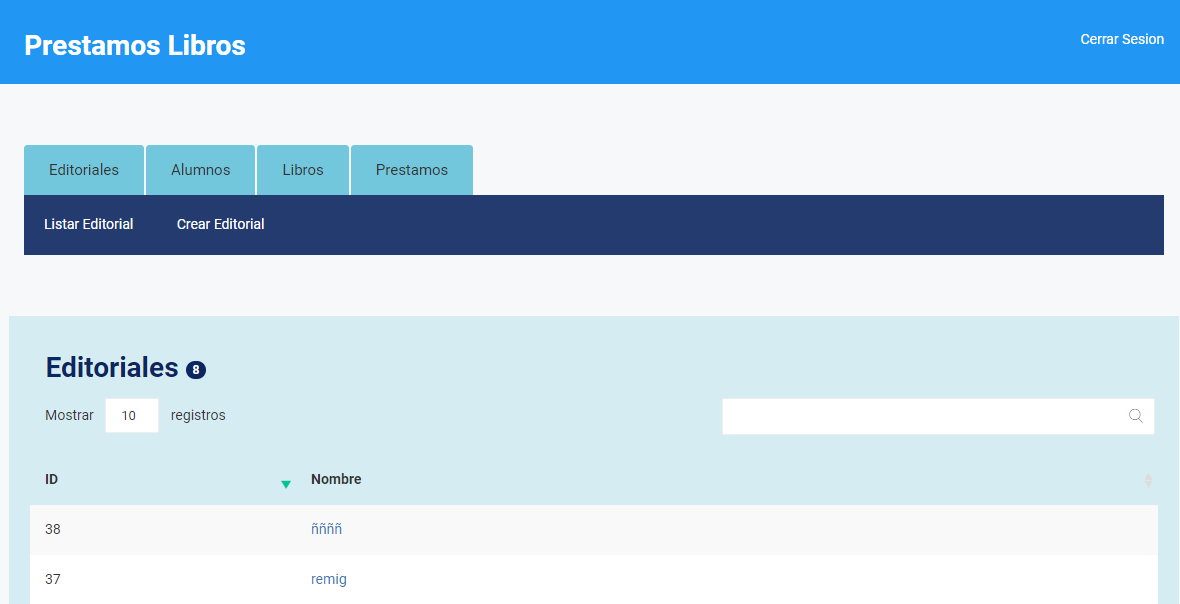 Prestamos Libros
Cerrar Sesion
Editoriales Alumnos Libros Prestamos
Listar Editorial Crear Editorial
Editoriales 8
Mostrar 10 registros
ID Nombre
38 ññññ
37 remig